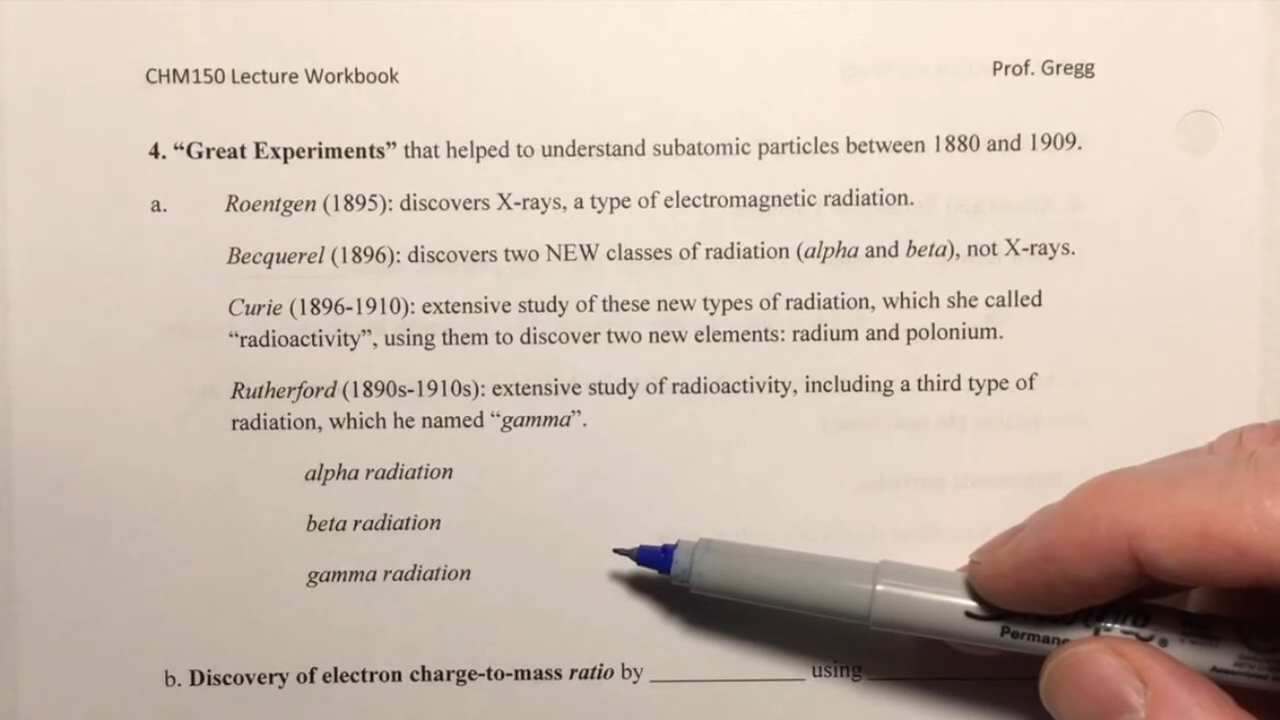 CHM150 Lecture Workbook Prof. Gregg
4. “Great Experiments” that helped to understand subatomic particles between 1880 and 1909.
a. Roentgen (1895): discovers X-rays, a type of electromagnetic radiation.
Becquerel (1896): discovers two NEW classes of radiation (alpha and beta), not X-rays.
Curie (1896-1910): extensive study of these new types of radiation, which she called
“radioactivity”, using them to discover two new elements: radium and polonium.
Rutherford (1890s-1910s): extensive study of radioactivity, including a third type of
radiation, which he named “gamma”.
alpha radiation
beta radiation
gamma radiation
b. Discovery of electron charge-to-mass ratio by ____________ using ____________
Perman